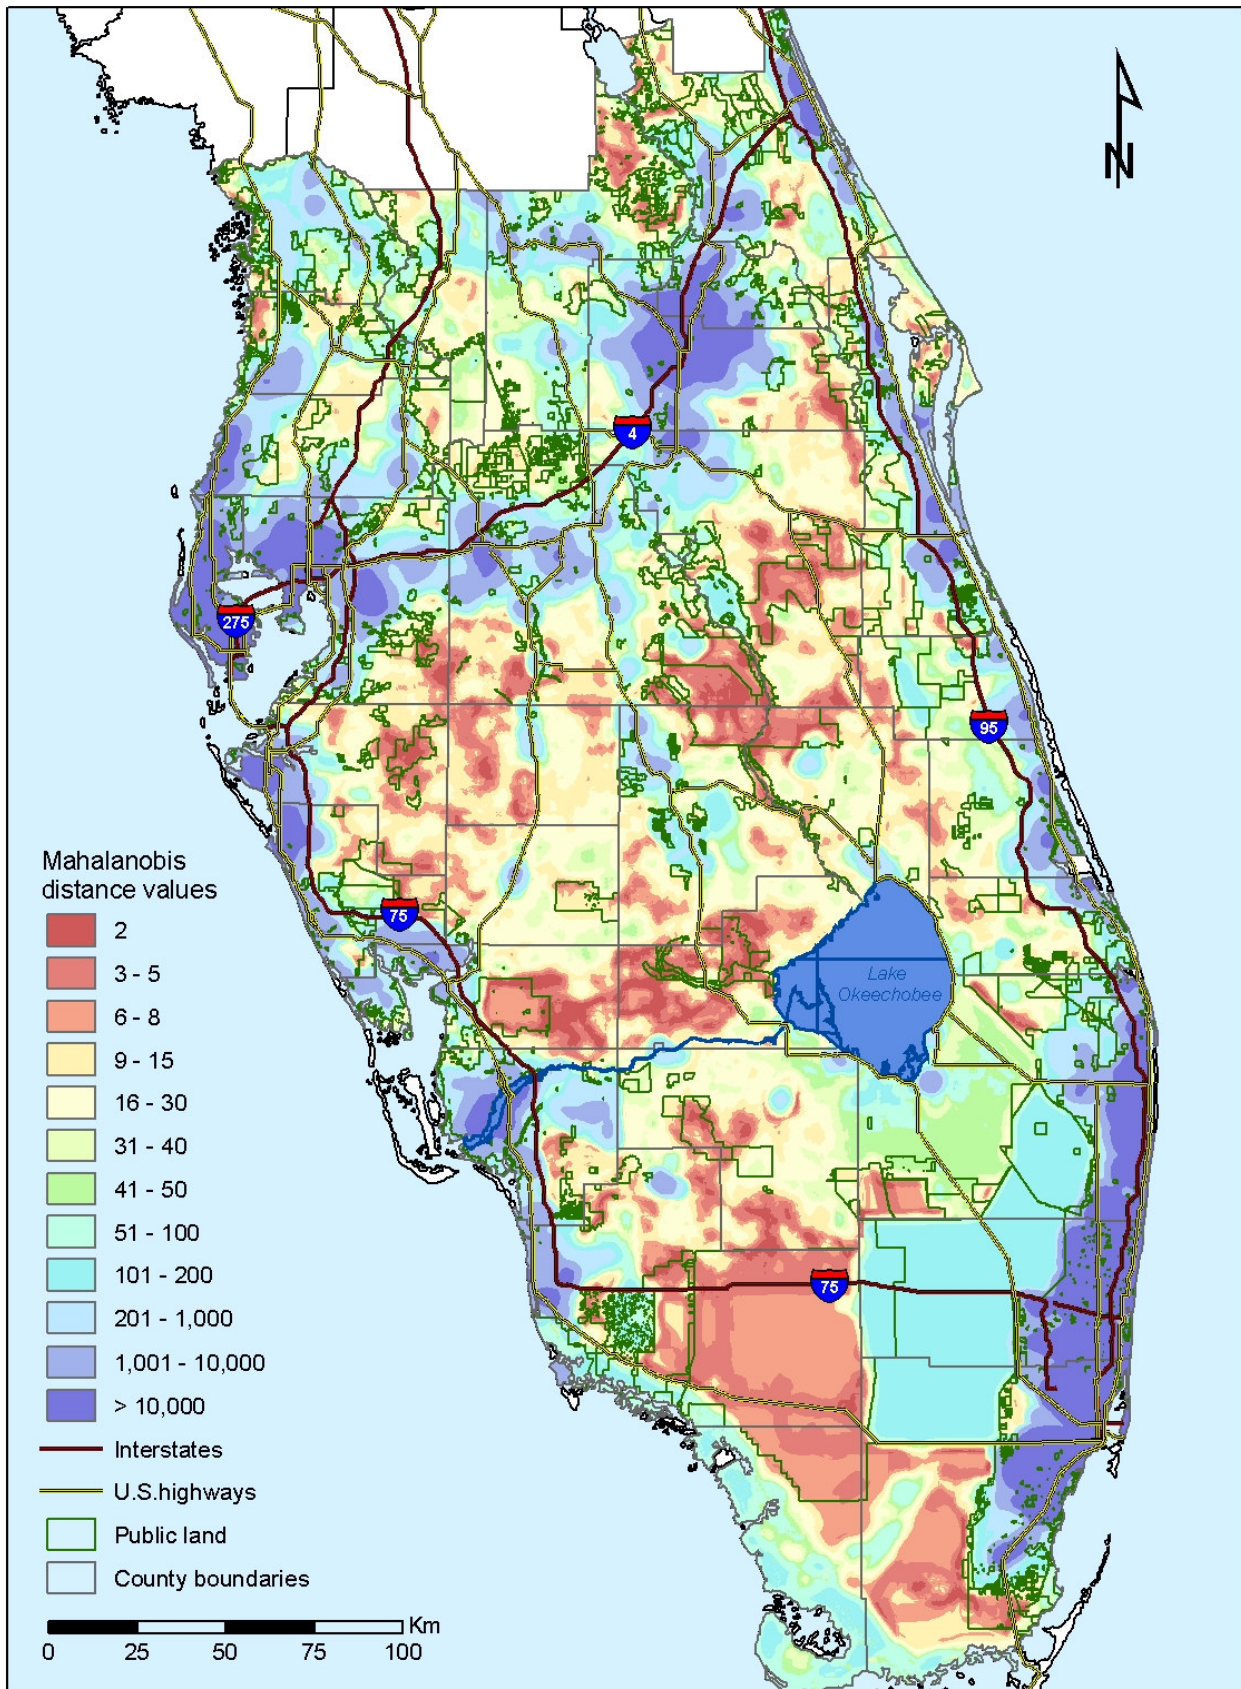 N
4
275
95
Mahalanobis
distance values
2
3 - 5
6 - 8
9 - 15
16 - 30
31 - 40
41 - 50
51 - 100
101 - 200
201 - 1,000
1,001 - 10,000
> 10,000
Interstates
U.S.highways
Public land
County boundaries
Km
0 25 50 75 100
75
Lake
Okeechobee
75